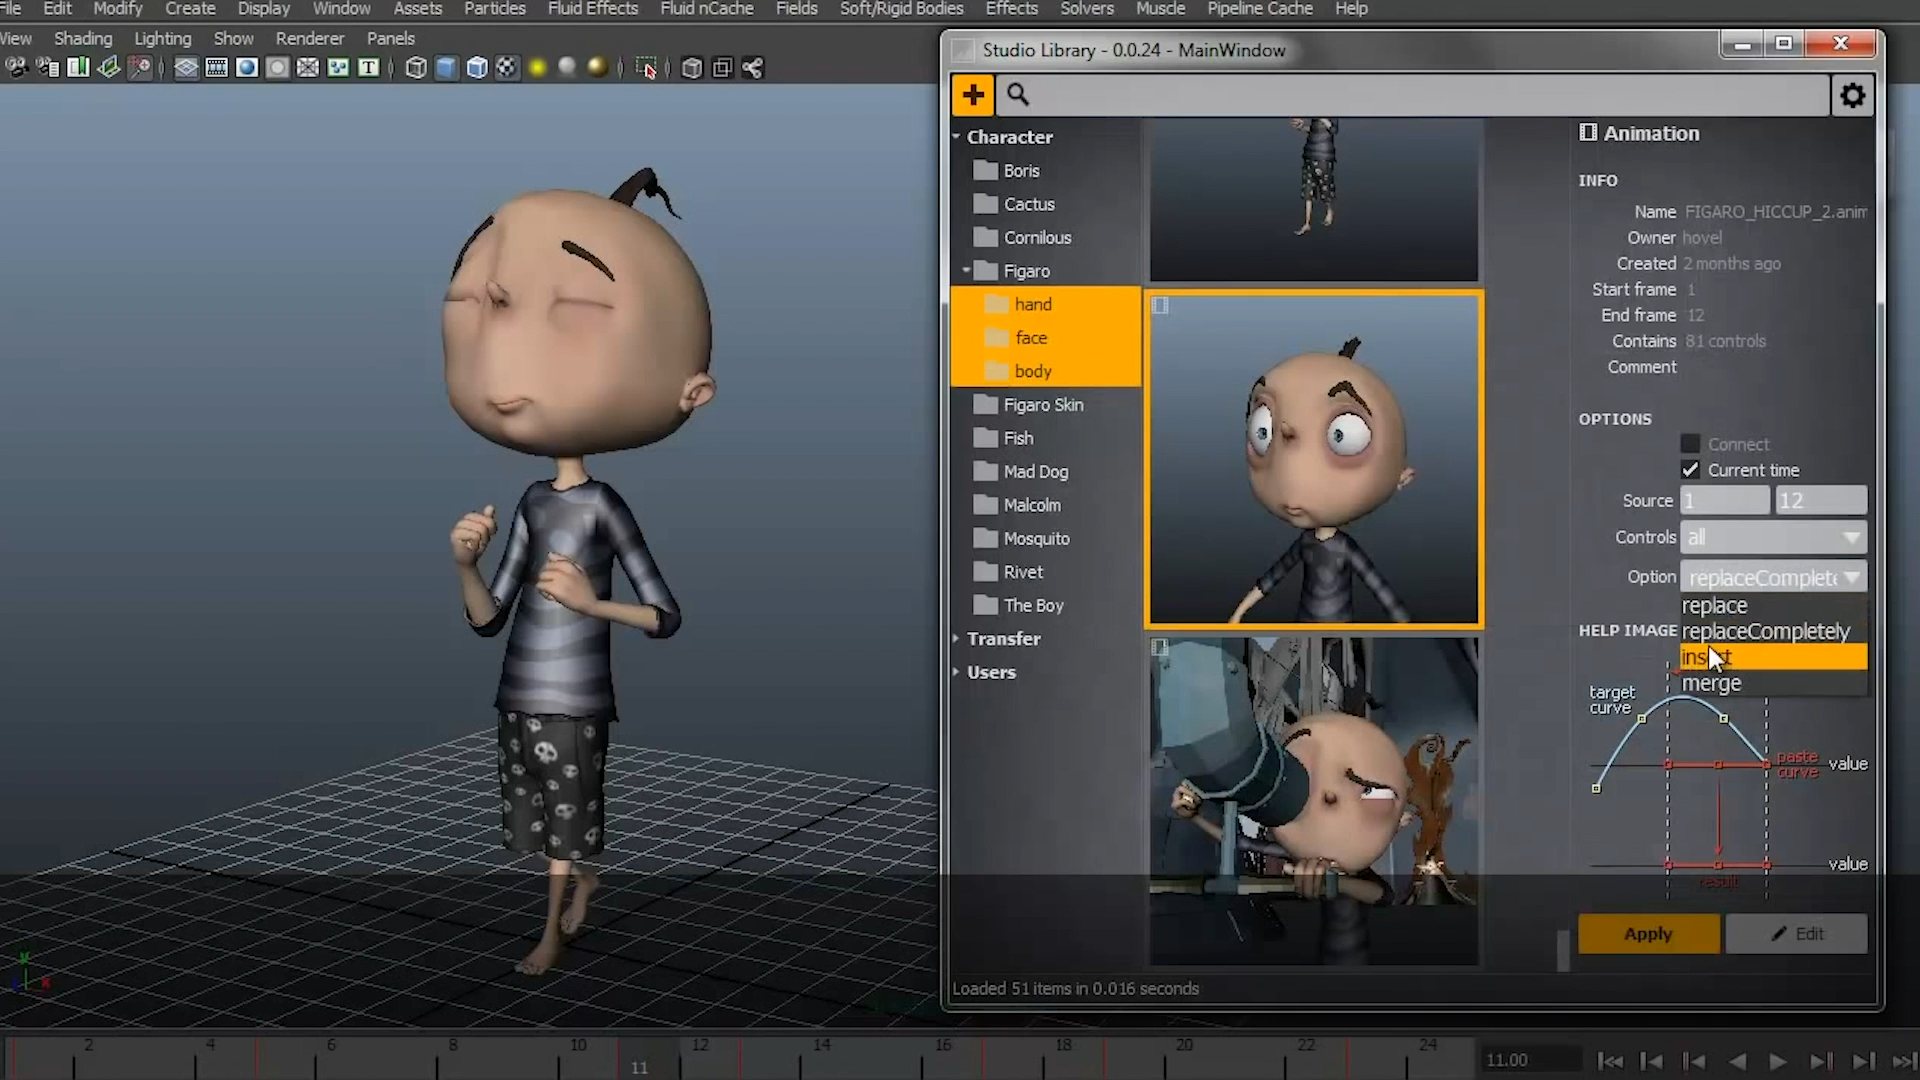 File Edit Modify Create Display Window Assets Particles Fluid Effects Fluid nCache Fields Soft/Rigid Bodies Effects Solvers Muscle Pipeline Cache Help
View Shading Lighting Show Renderer Panels
T
Studio Library - 0.0.24 - MainWindow
Character
Boris
Cactus
Cornilous
Figaro
hand
face
body
Figaro Skin
Fish
Mad Dog
Malcolm
Mosquito
Rivet
The Boy
Transfer
Users
Animation
INFO
Name FIGARO_HICCUP_2.anim
Owner hovel
Created 2 months ago
Start frame 1
End frame 12
Contains 81 controls
Comment
OPTIONS
Connect
Current time
Source 1 12
Controls all
Option replaceComplete
replace
HELP IMAGE replaceCompletely
insert
merge
target
curve
paste
curve
value
value
result
Apply Edit
Loaded 51 items in 0.016 seconds
y
x
2 4 6 8 10 12 14 16 18 20 22 24
11
11.00